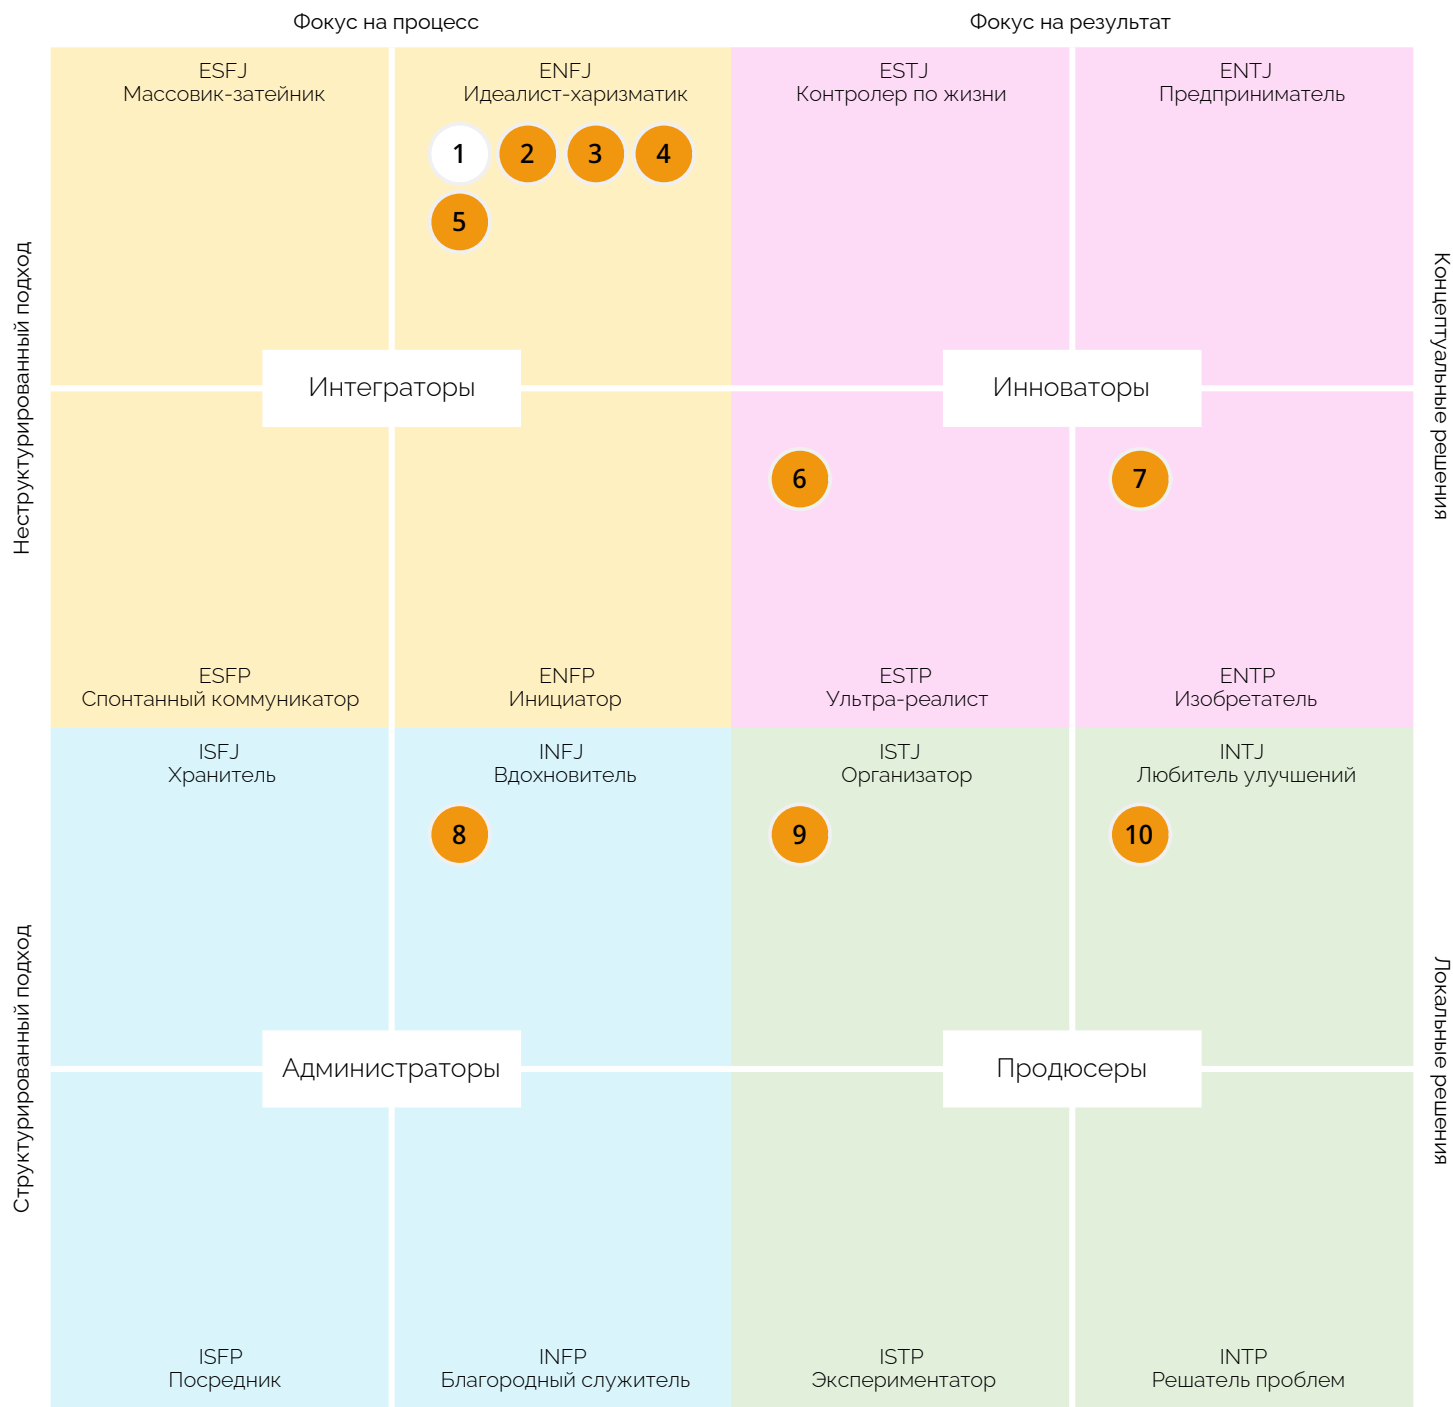 Фокус на процесс
Фокус на результат
ESFJ
Массовик-затейник
ENFJ
Идеалист-харизматик
ESTJ
Контролер по жизни
ENTJ
Предприниматель
1
2
3
4
5
Неструктурированный подход
Концептуальные решения
Интеграторы
Инноваторы
6
7
ESFP
Спонтанный коммуникатор
ENFP
Инициатор
ESTP
Ультра-реалист
ENTP
Изобретатель
ISFJ
Хранитель
INFJ
Вдохновитель
ISTJ
Организатор
INTJ
Любитель улучшений
8
9
10
Структурированный подход
Локальные решения
Администраторы
Продюсеры
ISFP
Посредник
INFP
Благородный служитель
ISTP
Экспериментатор
INTP
Решатель проблем